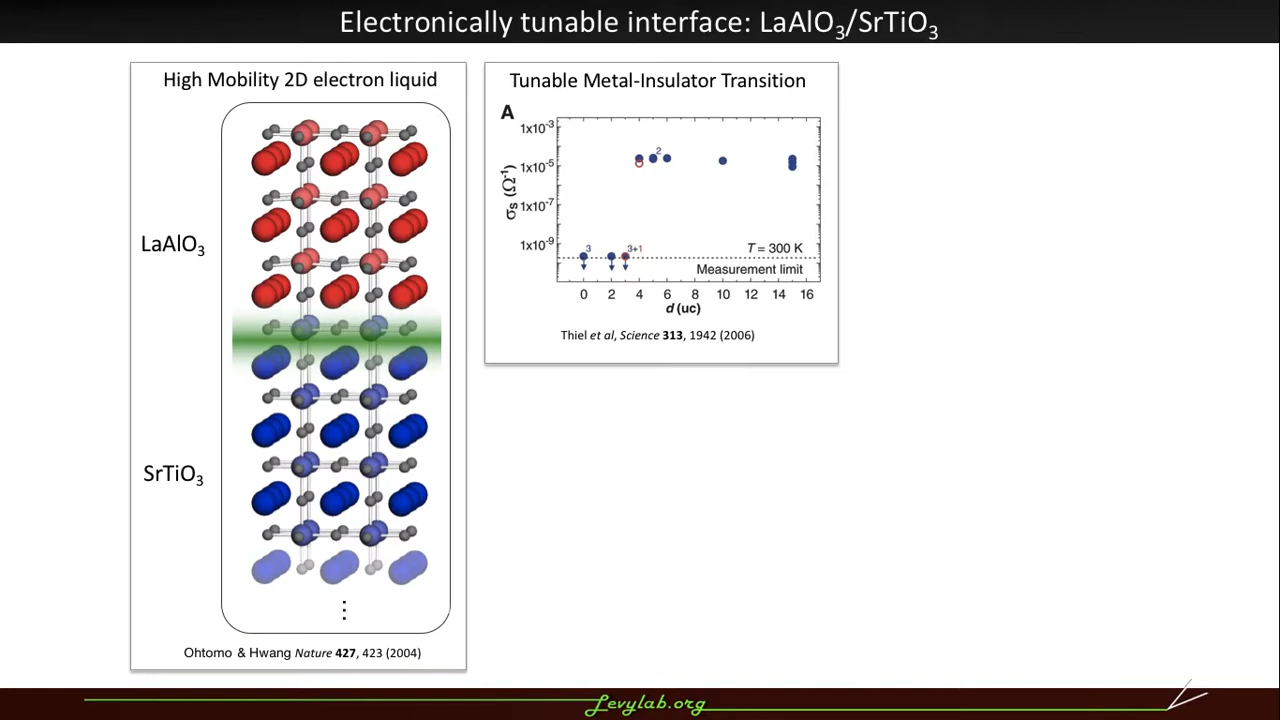 Electronically tunable interface: LaAlO₃/SrTiO₃
High Mobility 2D electron liquid
LaAlO₃
SrTiO₃
⋮
Ohtomo & Hwang Nature 427, 423 (2004)
Tunable Metal-Insulator Transition
A
σS (Ω⁻¹)
1x10⁻³
1x10⁻⁵
1x10⁻⁷
1x10⁻⁹
2
3
3+1
T = 300 K
Measurement limit
0 2 4 6 8 10 12 14 16
d (uc)
Thiel et al, Science 313, 1942 (2006)
Levylab.org